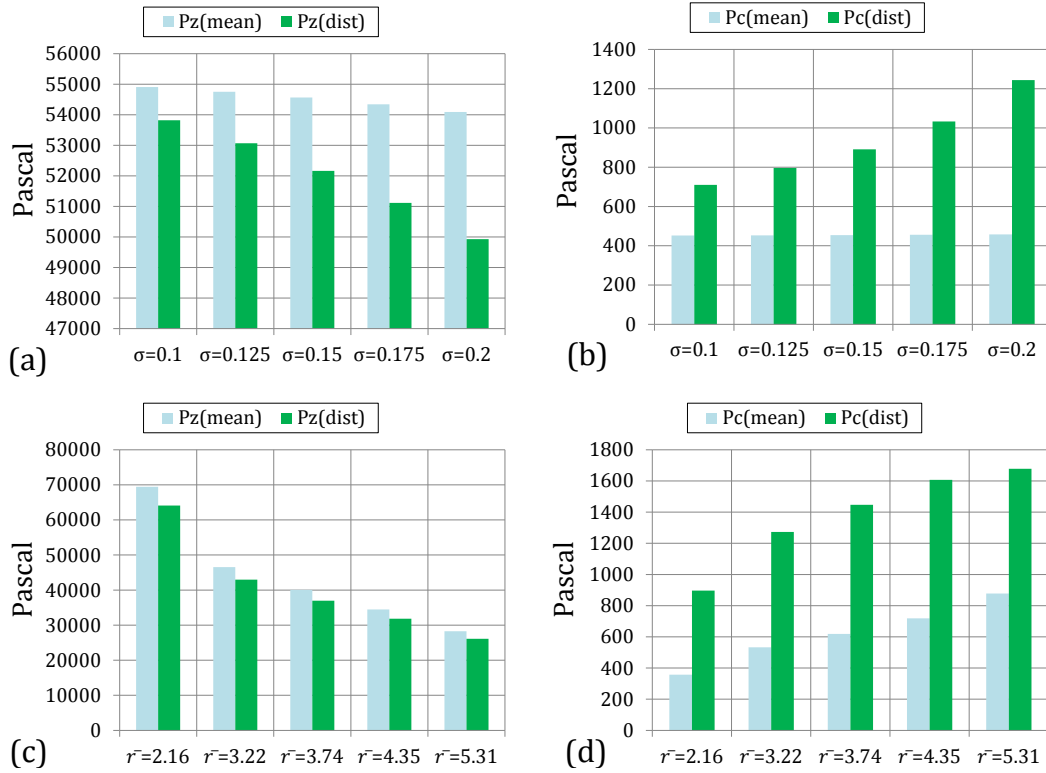 Pz(mean) Pz(dist)
56000
55000
54000
53000
52000
51000
50000
49000
48000
47000
Pascal
σ=0.1 σ=0.125 σ=0.15 σ=0.175 σ=0.2
(a)
Pc(mean) Pc(dist)
1400
1200
1000
800
600
400
200
0
Pascal
σ=0.1 σ=0.125 σ=0.15 σ=0.175 σ=0.2
(b)
Pz(mean) Pz(dist)
80000
70000
60000
50000
40000
30000
20000
10000
0
Pascal
r¯=2.16 r¯=3.22 r¯=3.74 r¯=4.35 r¯=5.31
(c)
Pc(mean) Pc(dist)
1800
1600
1400
1200
1000
800
600
400
200
0
Pascal
r¯=2.16 r¯=3.22 r¯=3.74 r¯=4.35 r¯=5.31
(d)